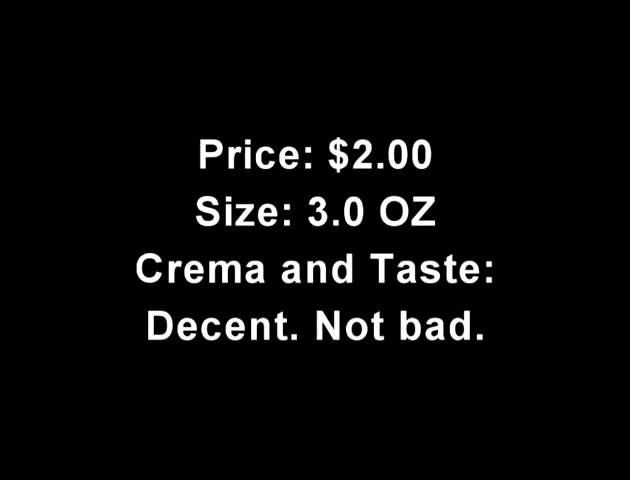 Price: $2.00
Size: 3.0 OZ
Crema and Taste:
Decent. Not bad.